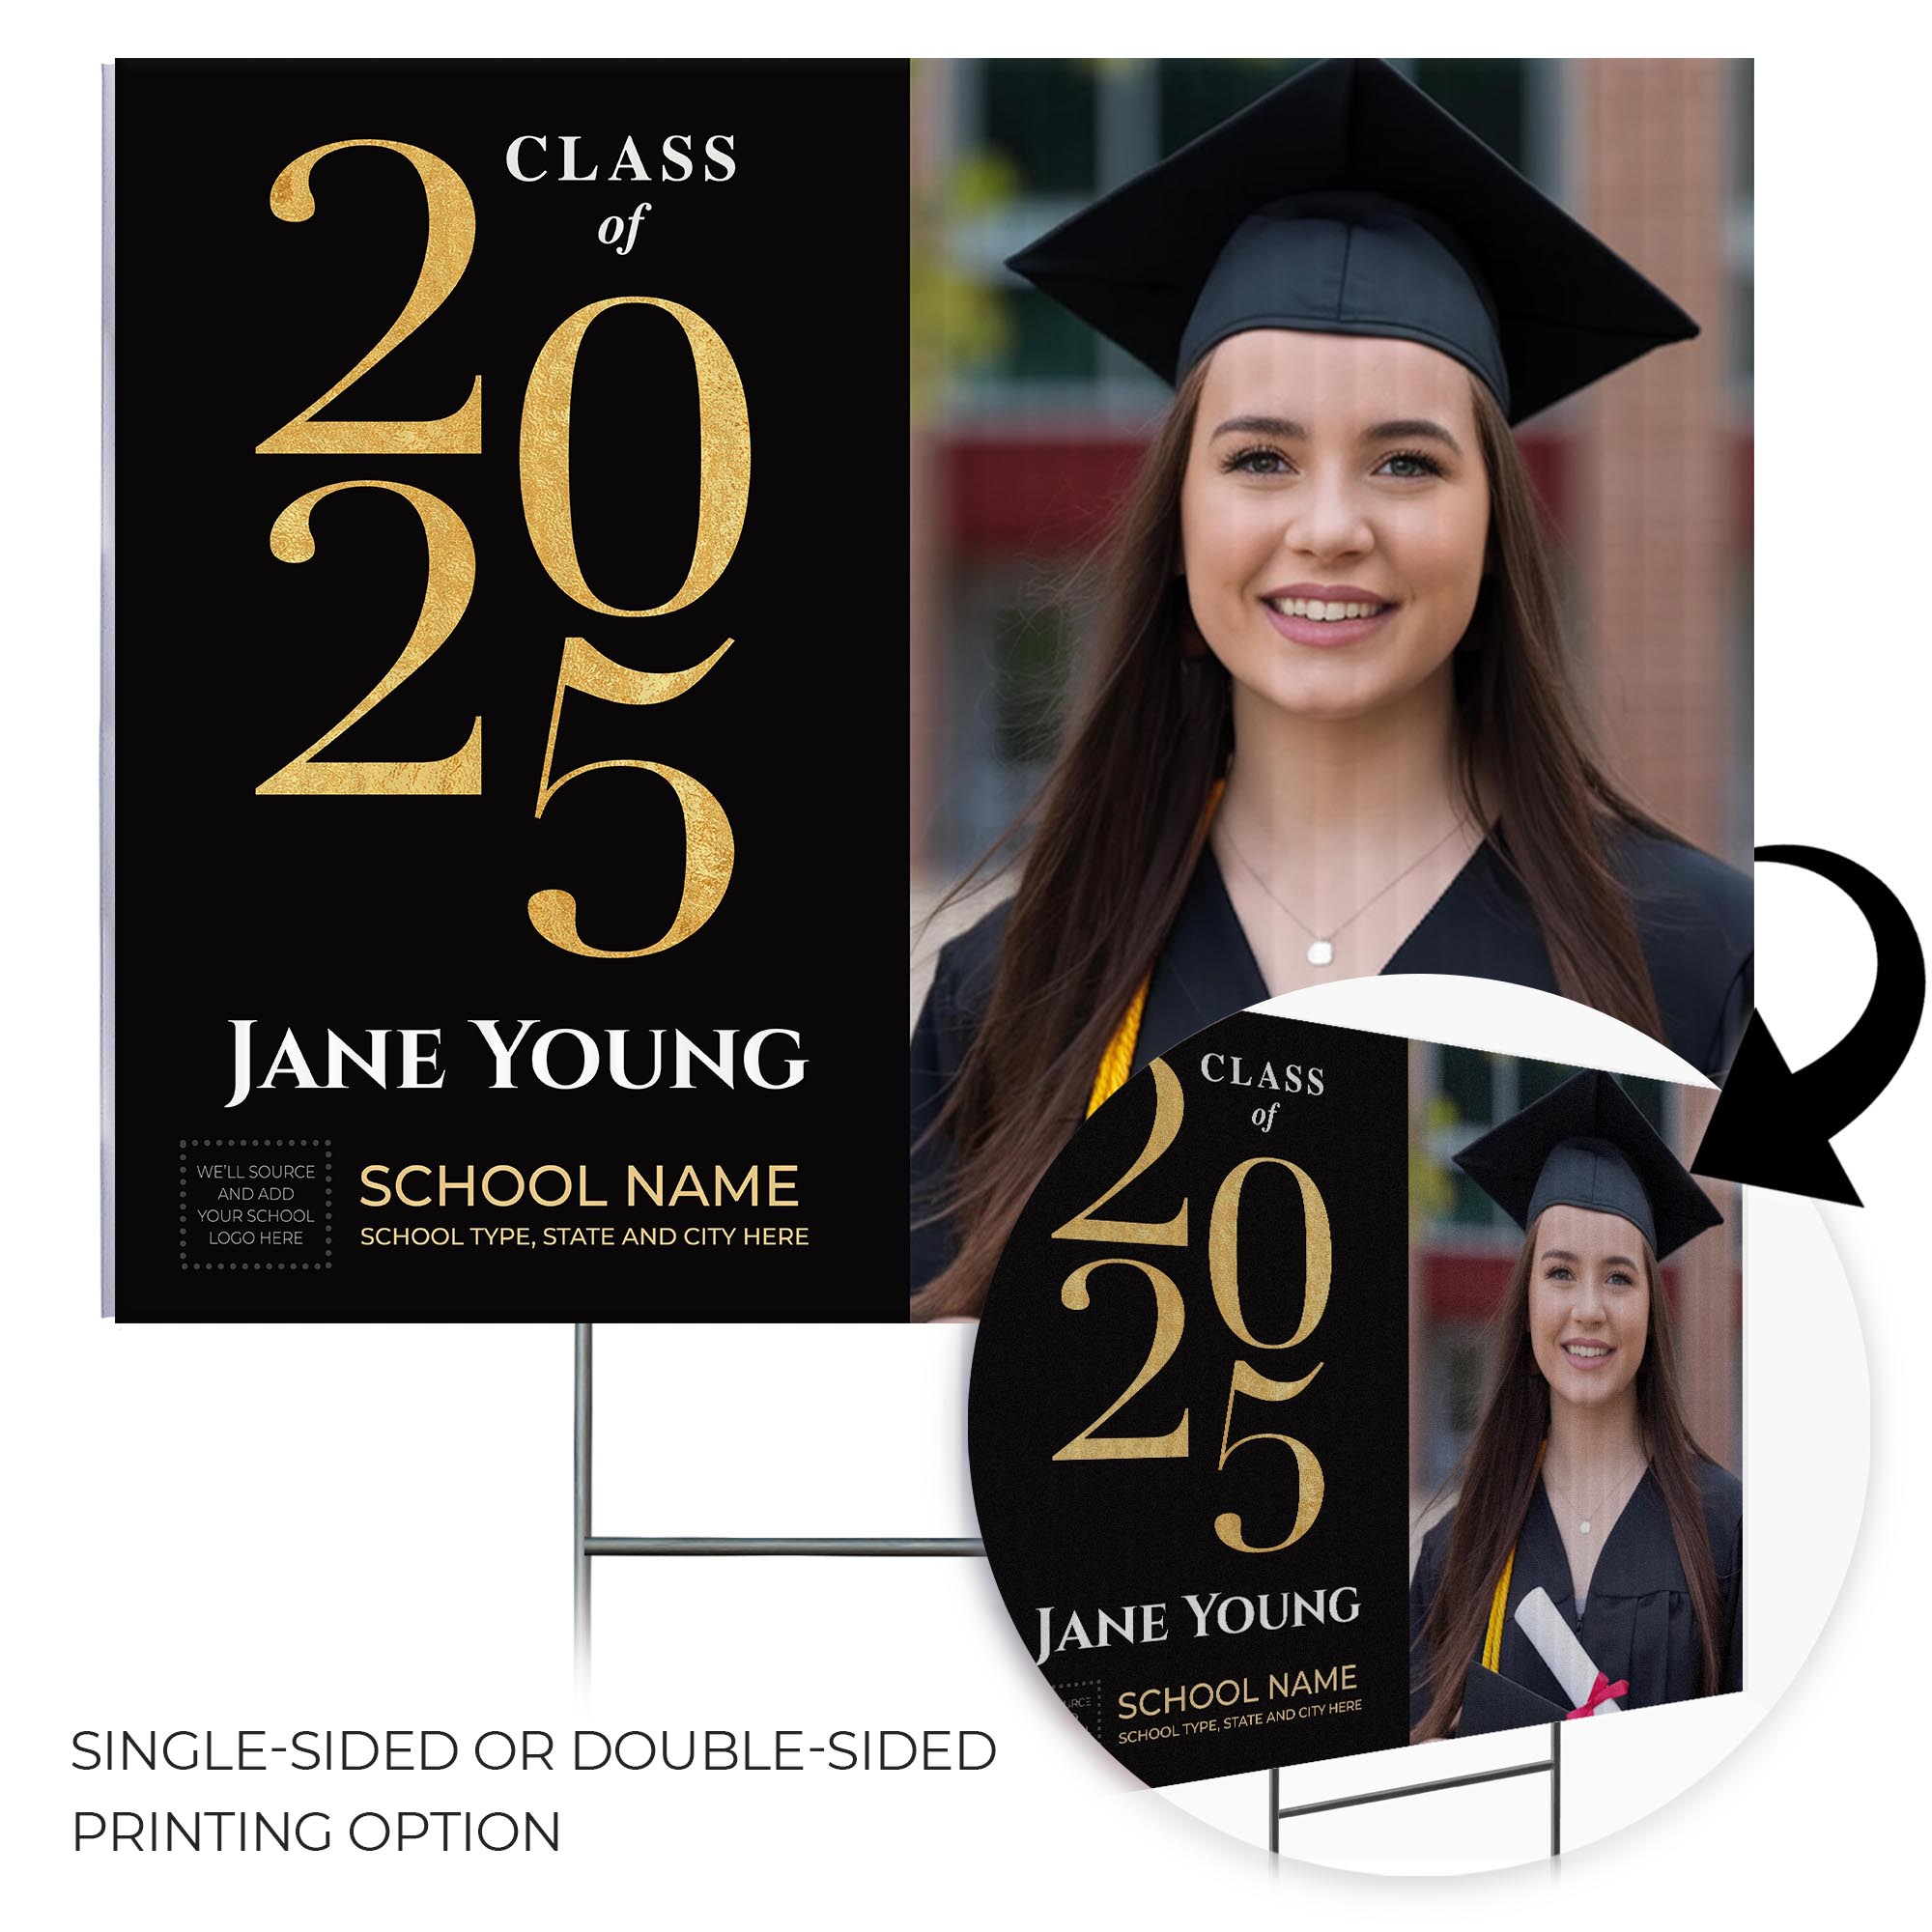 CLASS
of
2025
JANE YOUNG
WE'LL SOURCE
AND ADD
YOUR SCHOOL
LOGO HERE
SCHOOL NAME
SCHOOL TYPE, STATE AND CITY HERE
CLASS
of
2025
JANE YOUNG
SCHOOL NAME
SCHOOL TYPE, STATE AND CITY HERE
SINGLE-SIDED OR DOUBLE-SIDED
PRINTING OPTION